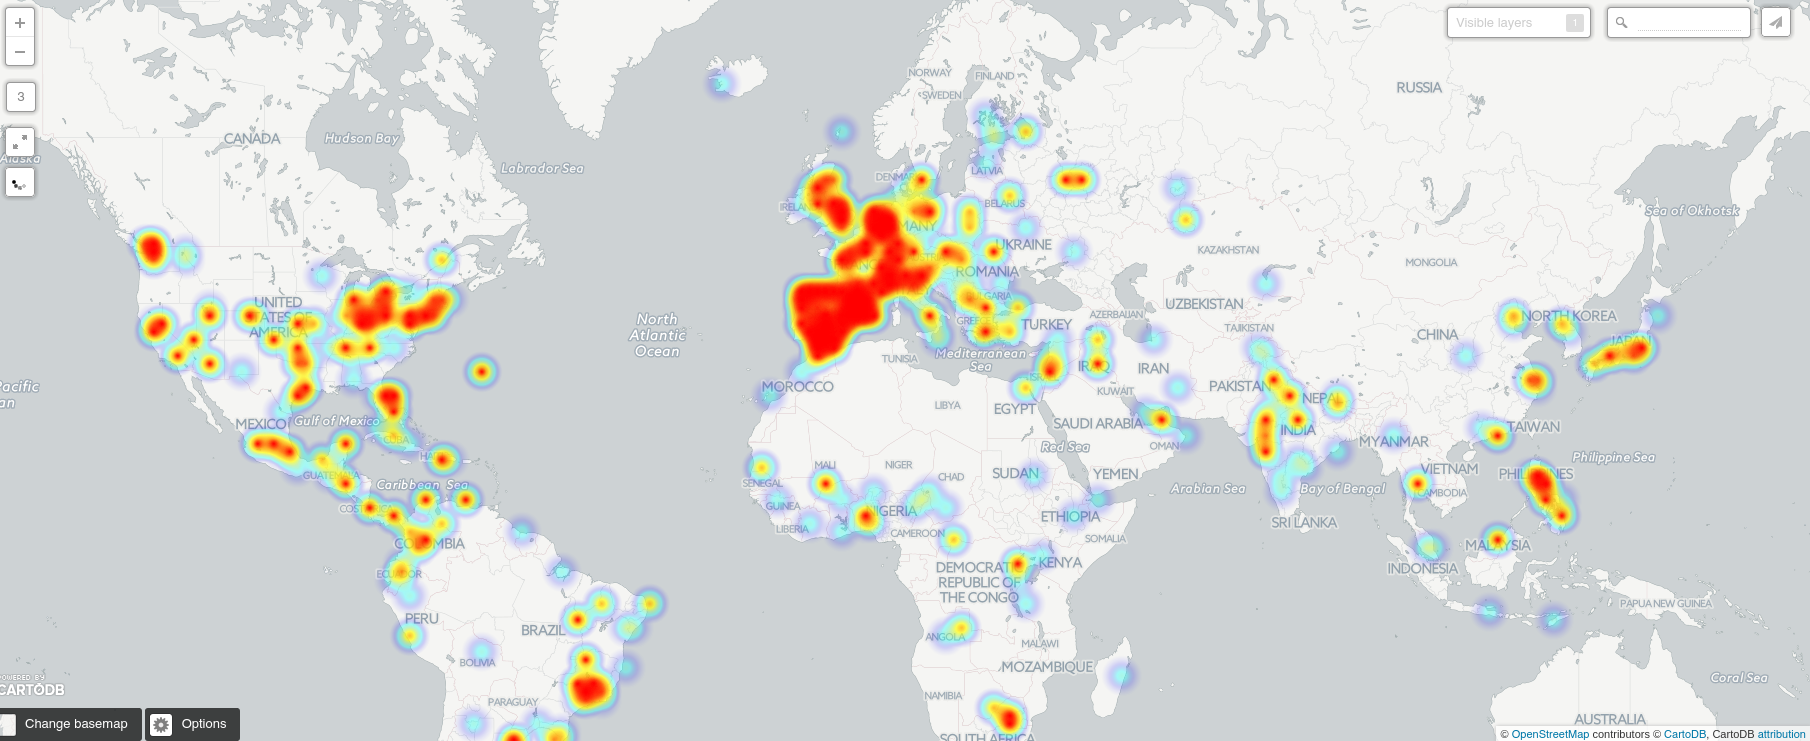 +
−
3
Visible layers 1
NORWAY
FINLAND
SWEDEN
RUSSIA
CANADA
Hudson Bay
Alaska
Labrador Sea
LATVIA
BELARUS
Sea of Okhotsk
UKRAINE
KAZAKHSTAN
ROMANIA
MONGOLIA
UNITED
STATES OF
AMERICA
North
Atlantic
Ocean
UZBEKISTAN
AZERBAIJAN
NORTH KOREA
TURKEY
TAJIKISTAN
CHINA
JAPAN
Mediterranean
Sea
TUNISIA
IRAQ
IRAN
Pacific
MOROCCO
PAKISTAN
KUWAIT
NEPAL
LIBYA
EGYPT
MEXICO
Gulf of Mexico
SAUDI ARABIA
CUBA
INDIA
TAIWAN
MYANMAR
Red Sea
OMAN
Philippine Sea
MALI
NIGER
CHAD
SUDAN
YEMEN
VIETNAM
PHILIPPINES
GUATEMALA
SENEGAL
Caribbean Sea
Arabian Sea
Bay of Bengal
CAMBODIA
GUINEA
COSTA RICA
NIGERIA
ETHIOPIA
SRI LANKA
LIBERIA
CAMEROON
SOMALIA
COLOMBIA
MALAYSIA
KENYA
DEMOCRATIC
REPUBLIC OF
THE CONGO
INDONESIA
ECUADOR
PAPUA NEW GUINEA
PERU
BRAZIL
ANGOLA
MALAWI
BOLIVIA
MOZAMBIQUE
Coral Sea
POWERED BY
CARTODB
NAMIBIA
PARAGUAY
AUSTRALIA
Change basemap
Options
SOUTH AFRICA
© OpenStreetMap contributors © CartoDB, CartoDB attribution